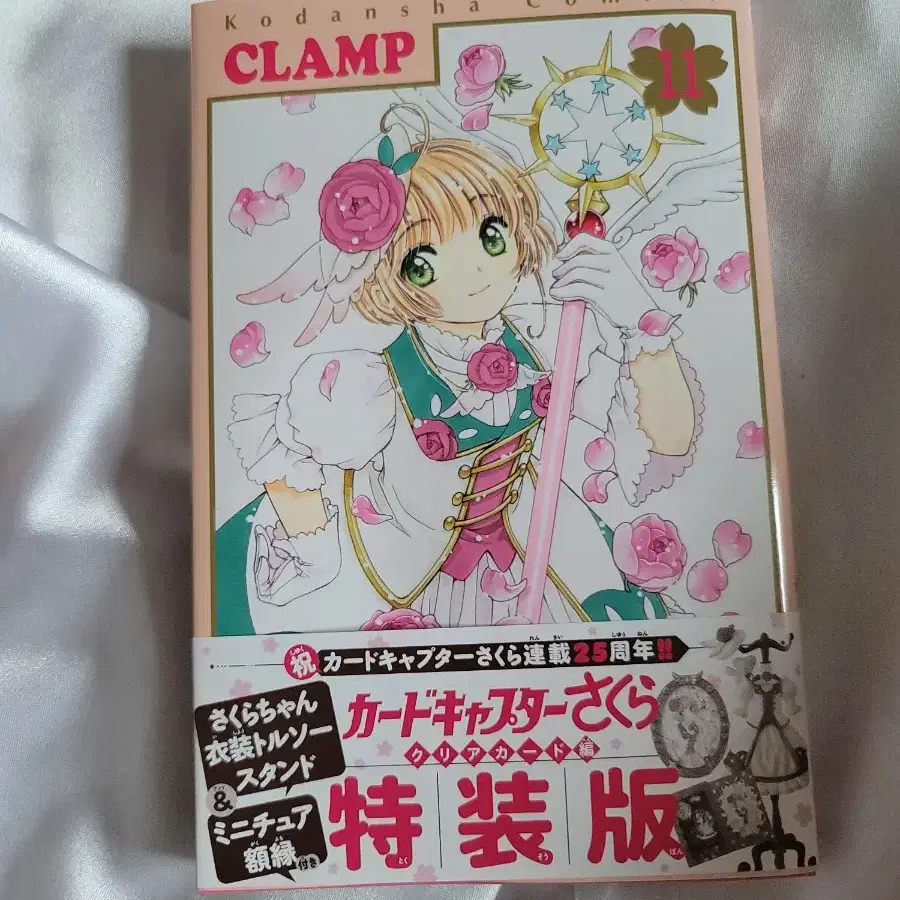 Kodansha Comics
CLAMP
11
祝 カードキャプターさくら連載25周年!!
さくらちゃん
衣装トルソー
スタンド
&
ミニチュア
額縁付き
カードキャプターさくら
クリアカード編
特装版